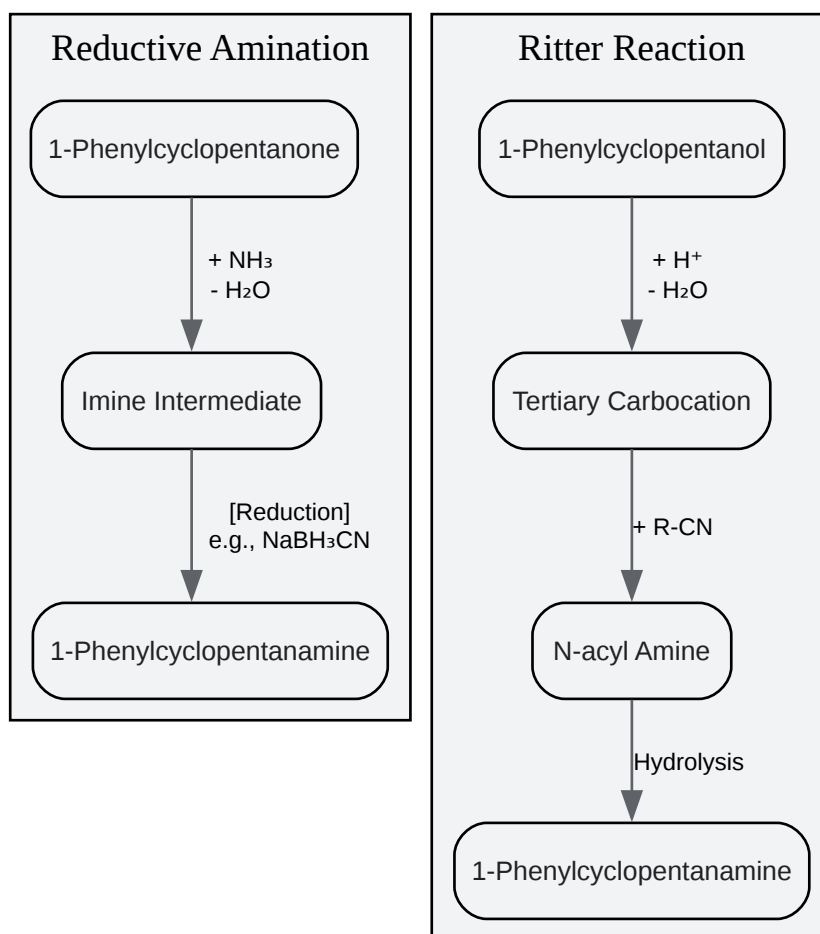 Reductive Amination
1-Phenylcyclopentanone
+ NH₃
- H₂O
Imine Intermediate
[Reduction]
e.g., NaBH₃CN
1-Phenylcyclopentanamine
Ritter Reaction
1-Phenylcyclopentanol
+ H⁺
- H₂O
Tertiary Carbocation
+ R-CN
N-acyl Amine
Hydrolysis
1-Phenylcyclopentanamine